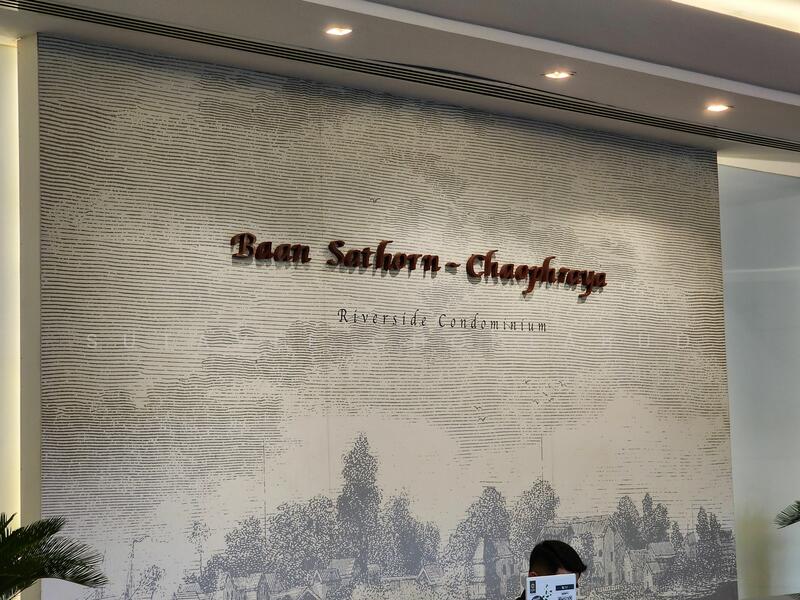 Baan Sathorn - Chaophraya
Riverside Condominium